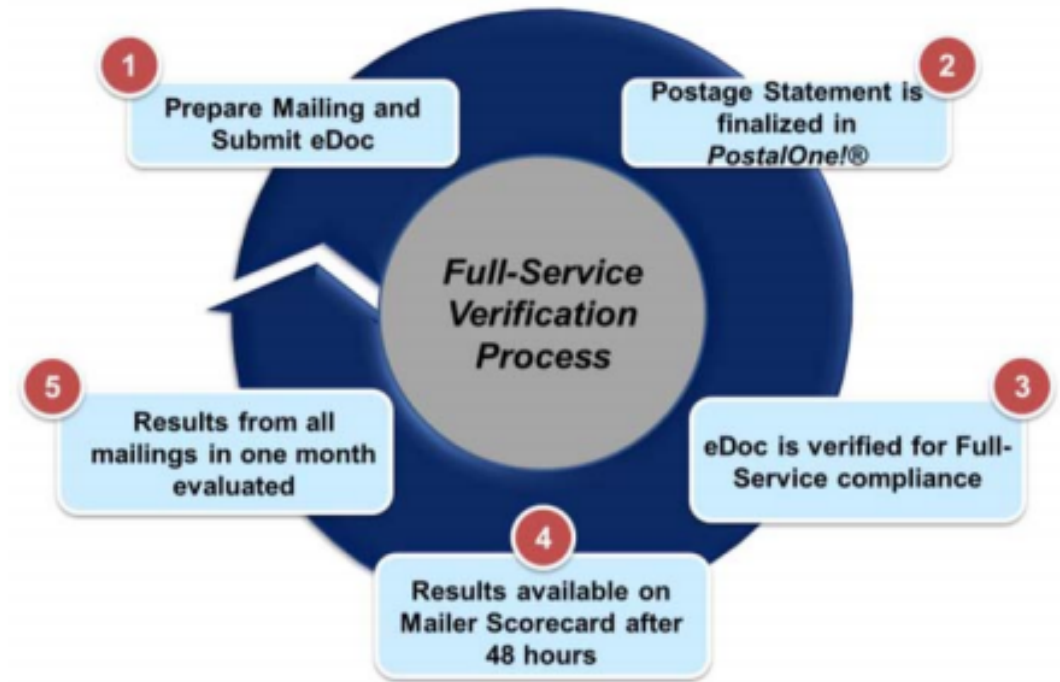 1
Prepare Mailing and
Submit eDoc
2
Postage Statement is
finalized in
PostalOne!®
Full-Service
Verification
Process
3
eDoc is verified for Full-
Service compliance
4
Results available on
Mailer Scorecard after
48 hours
5
Results from all
mailings in one month
evaluated